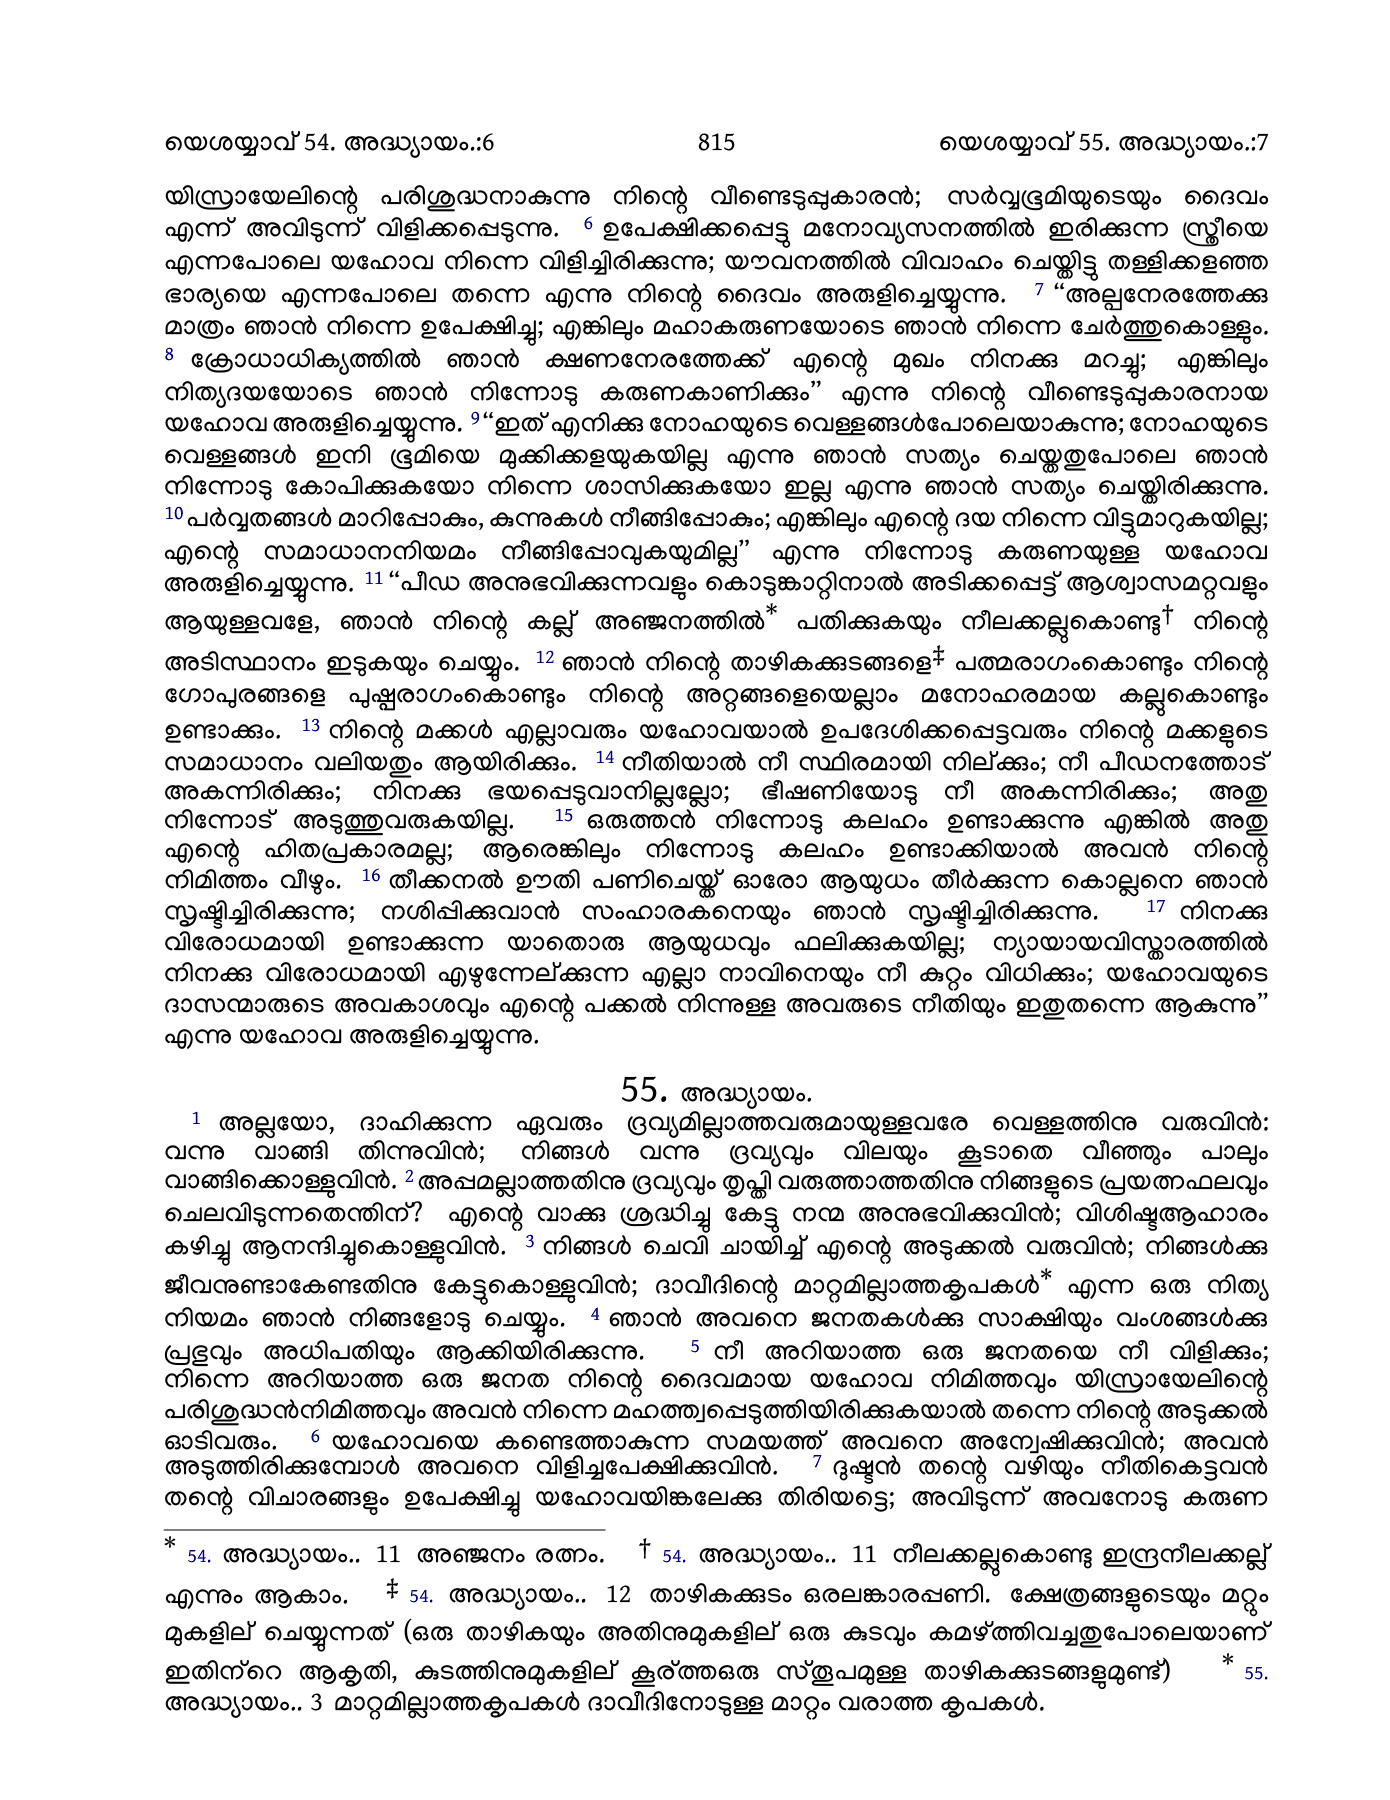 യെശയ്യാവ് 54. അദ്ധ്യായം.:6 815 യെശയ്യാവ് 55. അദ്ധ്യായം.:7
യിസ്രായേലിന്റെ പരിശുദ്ധനാകുന്നു നിന്റെ വീണ്ടെടുപ്പുകാരൻ; സർവ്വഭൂമിയുടെയും ദൈവം
എന്ന് അവിടുന്ന് വിളിക്കപ്പെടുന്നു. 6 ഉപേക്ഷിക്കപ്പെട്ടു മനോവ്യസനത്തിൽ ഇരിക്കുന്ന സ്ത്രീയെ
എന്നപോലെ യഹോവ നിന്നെ വിളിച്ചിരിക്കുന്നു; യൗവനത്തിൽ വിവാഹം ചെയ്തിട്ടു തള്ളിക്കളഞ്ഞ
ഭാര്യയെ എന്നപോലെ തന്നെ എന്നു നിന്റെ ദൈവം അരുളിച്ചെയ്യുന്നു. 7 “അല്പനേരത്തേക്കു
മാത്രം ഞാൻ നിന്നെ ഉപേക്ഷിച്ചു; എങ്കിലും മഹാകരുണയോടെ ഞാൻ നിന്നെ ചേർത്തുകൊള്ളും.
8 ക്രോധാധിക്യത്തിൽ ഞാൻ ക്ഷണനേരത്തേക്ക് എന്റെ മുഖം നിനക്കു മറച്ചു; എങ്കിലും
നിത്യദയയോടെ ഞാൻ നിന്നോടു കരുണകാണിക്കും” എന്നു നിന്റെ വീണ്ടെടുപ്പുകാരനായ
യഹോവ അരുളിച്ചെയ്യുന്നു. 9 “ഇത് എനിക്കു നോഹയുടെ വെള്ളങ്ങൾപോലെയാകുന്നു; നോഹയുടെ
വെള്ളങ്ങൾ ഇനി ഭൂമിയെ മുക്കിക്കളയുകയില്ല എന്നു ഞാൻ സത്യം ചെയ്തതുപോലെ ഞാൻ
നിന്നോടു കോപിക്കുകയോ നിന്നെ ശാസിക്കുകയോ ഇല്ല എന്നു ഞാൻ സത്യം ചെയ്തിരിക്കുന്നു.
10 പർവ്വതങ്ങൾ മാറിപ്പോകും, കുന്നുകൾ നീങ്ങിപ്പോകും; എങ്കിലും എന്റെ ദയ നിന്നെ വിട്ടുമാറുകയില്ല;
എന്റെ സമാധാനനിയമം നീങ്ങിപ്പോവുകയുമില്ല” എന്നു നിന്നോടു കരുണയുള്ള യഹോവ
അരുളിച്ചെയ്യുന്നു. 11 “പീഡ അനുഭവിക്കുന്നവളും കൊടുങ്കാറ്റിനാൽ അടിക്കപ്പെട്ട് ആശ്വാസമറ്റവളും
ആയുള്ളവളേ, ഞാൻ നിന്റെ കല്ല് അഞ്ജനത്തിൽ* പതിക്കുകയും നീലക്കല്ലുകൊണ്ടു† നിന്റെ
അടിസ്ഥാനം ഇടുകയും ചെയ്യും. 12 ഞാൻ നിന്റെ താഴികക്കുടങ്ങളെ‡ പത്മരാഗംകൊണ്ടും നിന്റെ
ഗോപുരങ്ങളെ പുഷ്പരാഗംകൊണ്ടും നിന്റെ അറ്റങ്ങളെയെല്ലാം മനോഹരമായ കല്ലുകൊണ്ടും
ഉണ്ടാക്കും. 13 നിന്റെ മക്കൾ എല്ലാവരും യഹോവയാൽ ഉപദേശിക്കപ്പെട്ടവരും നിന്റെ മക്കളുടെ
സമാധാനം വലിയതും ആയിരിക്കും. 14 നീതിയാൽ നീ സ്ഥിരമായി നില്ക്കും; നീ പീഡനത്തോട്
അകന്നിരിക്കും; നിനക്കു ഭയപ്പെടുവാനില്ലല്ലോ; ഭീഷണിയോടു നീ അകന്നിരിക്കും; അതു
നിന്നോട് അടുത്തുവരുകയില്ല. 15 ഒരുത്തൻ നിന്നോടു കലഹം ഉണ്ടാക്കുന്നു എങ്കിൽ അതു
എന്റെ ഹിതപ്രകാരമല്ല; ആരെങ്കിലും നിന്നോടു കലഹം ഉണ്ടാക്കിയാൽ അവൻ നിന്റെ
നിമിത്തം വീഴും. 16 തീക്കനൽ ഊതി പണിചെയ്ത് ഓരോ ആയുധം തീർക്കുന്ന കൊല്ലനെ ഞാൻ
സൃഷ്ടിച്ചിരിക്കുന്നു; നശിപ്പിക്കുവാൻ സംഹാരകനെയും ഞാൻ സൃഷ്ടിച്ചിരിക്കുന്നു. 17 നിനക്കു
വിരോധമായി ഉണ്ടാക്കുന്ന യാതൊരു ആയുധവും ഫലിക്കുകയില്ല; ന്യായായവിസ്താരത്തിൽ
നിനക്കു വിരോധമായി എഴുന്നേല്ക്കുന്ന എല്ലാ നാവിനെയും നീ കുറ്റം വിധിക്കും; യഹോവയുടെ
ദാസന്മാരുടെ അവകാശവും എന്റെ പക്കൽ നിന്നുള്ള അവരുടെ നീതിയും ഇതുതന്നെ ആകുന്നു”
എന്നു യഹോവ അരുളിച്ചെയ്യുന്നു.
55. അദ്ധ്യായം.
1 അല്ലയോ, ദാഹിക്കുന്ന ഏവരും ദ്രവ്യമില്ലാത്തവരുമായുള്ളവരേ വെള്ളത്തിനു വരുവിൻ:
വന്നു വാങ്ങി തിന്നുവിൻ; നിങ്ങൾ വന്നു ദ്രവ്യവും വിലയും കൂടാതെ വീഞ്ഞും പാലും
വാങ്ങിക്കൊള്ളുവിൻ. 2 അപ്പമല്ലാത്തതിനു ദ്രവ്യവും തൃപ്തി വരുത്താത്തതിനു നിങ്ങളുടെ പ്രയത്നഫലവും
ചെലവിടുന്നതെന്തിന്? എന്റെ വാക്കു ശ്രദ്ധിച്ചു കേട്ടു നന്മ അനുഭവിക്കുവിൻ; വിശിഷ്ടആഹാരം
കഴിച്ചു ആനന്ദിച്ചുകൊള്ളുവിൻ. 3 നിങ്ങൾ ചെവി ചായിച്ച് എന്റെ അടുക്കൽ വരുവിൻ; നിങ്ങൾക്കു
ജീവനുണ്ടാകേണ്ടതിനു കേട്ടുകൊള്ളുവിൻ; ദാവീദിന്റെ മാറ്റമില്ലാത്തകൃപകൾ* എന്ന ഒരു നിത്യ
നിയമം ഞാൻ നിങ്ങളോടു ചെയ്യും. 4 ഞാൻ അവനെ ജനതകൾക്കു സാക്ഷിയും വംശങ്ങൾക്കു
പ്രഭുവും അധിപതിയും ആക്കിയിരിക്കുന്നു. 5 നീ അറിയാത്ത ഒരു ജനതയെ നീ വിളിക്കും;
നിന്നെ അറിയാത്ത ഒരു ജനത നിന്റെ ദൈവമായ യഹോവ നിമിത്തവും യിസ്രായേലിന്റെ
പരിശുദ്ധൻനിമിത്തവും അവൻ നിന്നെ മഹത്ത്വപ്പെടുത്തിയിരിക്കുകയാൽ തന്നെ നിന്റെ അടുക്കൽ
ഓടിവരും. 6 യഹോവയെ കണ്ടെത്താകുന്ന സമയത്ത് അവനെ അന്വേഷിക്കുവിൻ; അവൻ
അടുത്തിരിക്കുമ്പോൾ അവനെ വിളിച്ചപേക്ഷിക്കുവിൻ. 7 ദുഷ്ടൻ തന്റെ വഴിയും നീതികെട്ടവൻ
തന്റെ വിചാരങ്ങളും ഉപേക്ഷിച്ചു യഹോവയിങ്കലേക്കു തിരിയട്ടെ; അവിടുന്ന് അവനോടു കരുണ
* 54. അദ്ധ്യായം.. 11 അഞ്ജനം രത്നം. † 54. അദ്ധ്യായം.. 11 നീലക്കല്ലുകൊണ്ടു ഇന്ദ്രനീലക്കല്ല്
എന്നും ആകാം. ‡ 54. അദ്ധ്യായം.. 12 താഴികക്കുടം ഒരലങ്കാരപ്പണി. ക്ഷേത്രങ്ങളുടെയും മറ്റും
മുകളില് ചെയ്യുന്നത് (ഒരു താഴികയും അതിനുമുകളില് ഒരു കുടവും കമഴ്ത്തിവച്ചതുപോലെയാണ്
ഇതിന്റെ ആകൃതി, കുടത്തിനുമുകളില് കൂര്ത്തഒരു സ്തൂപമുള്ള താഴികക്കുടങ്ങളുമുണ്ട്) * 55.
അദ്ധ്യായം.. 3 മാറ്റമില്ലാത്തകൃപകൾ ദാവീദിനോടുള്ള മാറ്റം വരാത്ത കൃപകൾ.